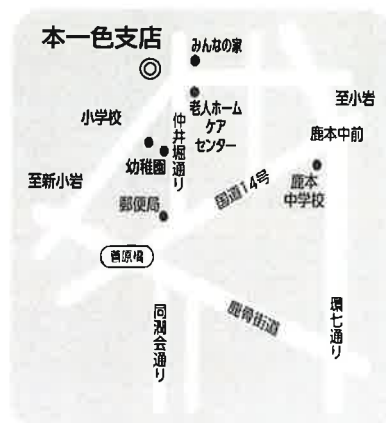 本一色支店
みんなの家
老人ホーム
ケア
センター
至小岩
鹿本中前
小学校
仲井堀通り
幼稚園
鹿本
中学校
至新小岩
国道14号
郵便局
菅原橋
同潤会通り
鹿骨街道
環七通り